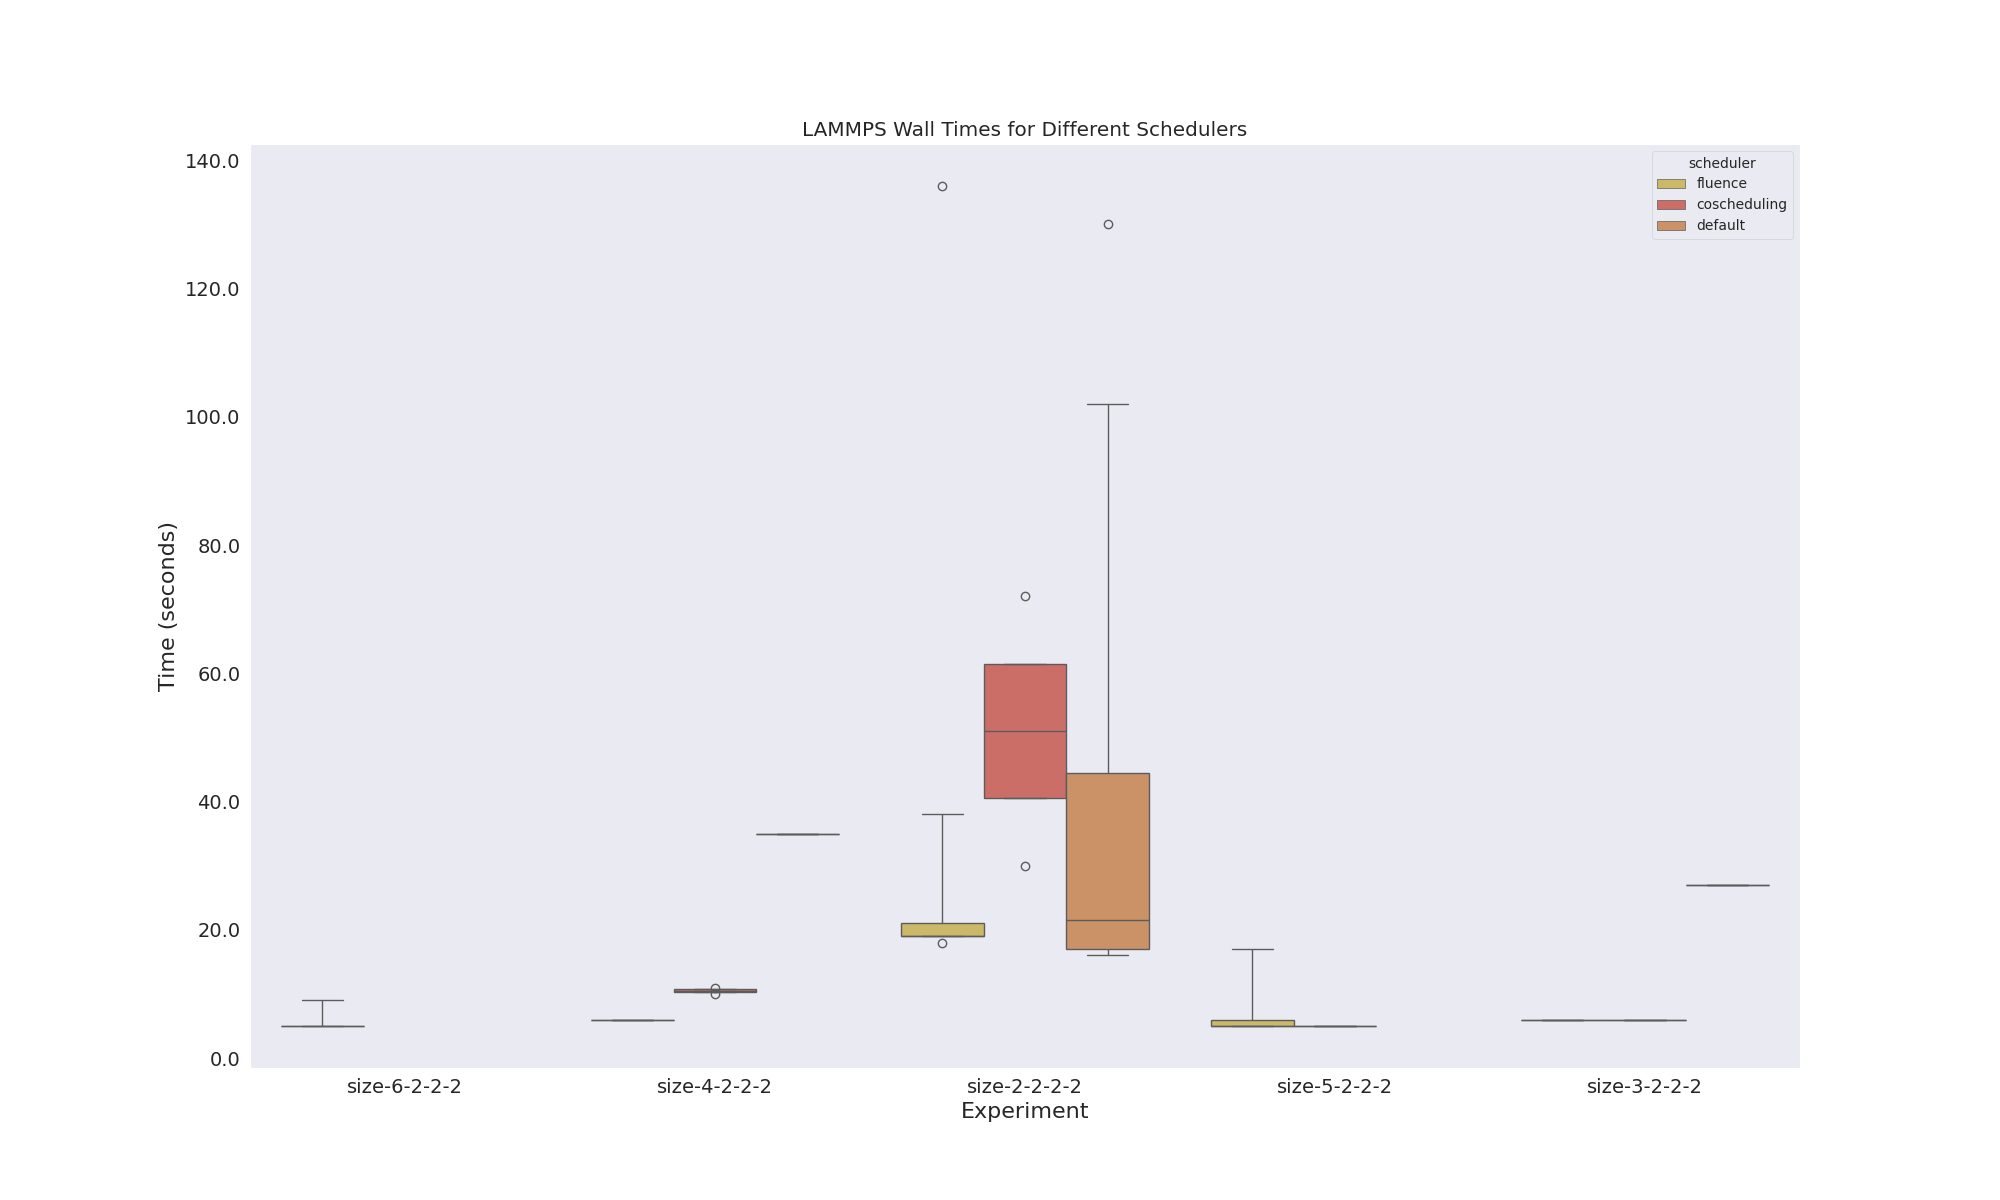 LAMMPS Wall Times for Different Schedulers
140.0
120.0
100.0
80.0
60.0
40.0
20.0
0.0
Time (seconds)
scheduler
fluence
coscheduling
default
size-6-2-2-2 size-4-2-2-2 size-2-2-2-2 size-5-2-2-2 size-3-2-2-2
Experiment